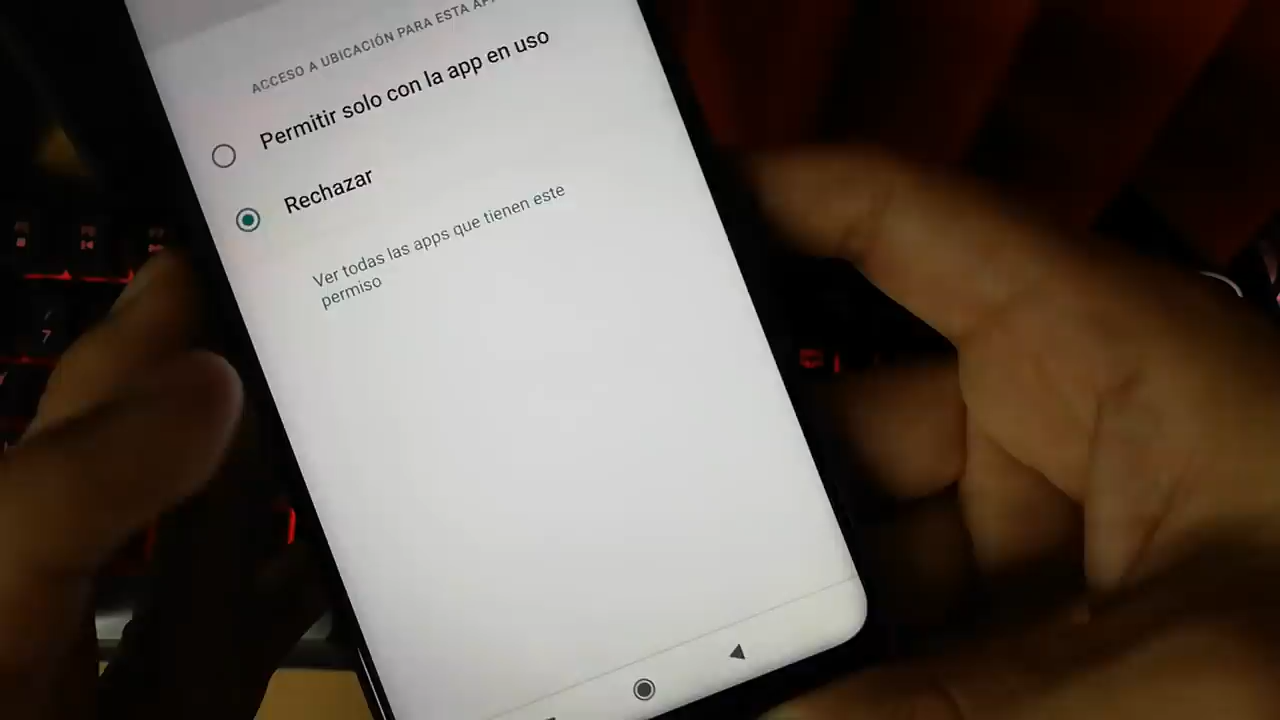 ACCESO A UBICACIÓN PARA ESTA
Permitir solo con la app en uso
Rechazar
Ver todas las apps que tienen este
permiso
7